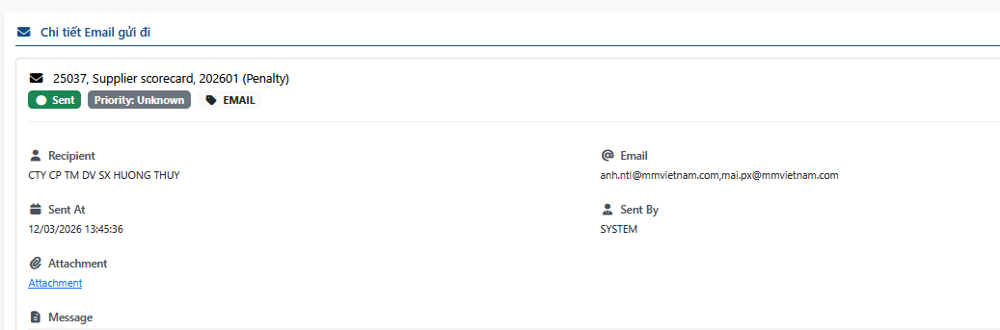 Chi tiết Email gửi đi
25037, Supplier scorecard, 202601 (Penalty)
Sent Priority: Unknown EMAIL
Recipient
CTY CP TM DV SX HUONG THUY
Email
anh.ntl@mmvietnam.com,mai.px@mmvietnam.com
Sent At
12/03/2026 13:45:36
Sent By
SYSTEM
Attachment
Attachment
Message